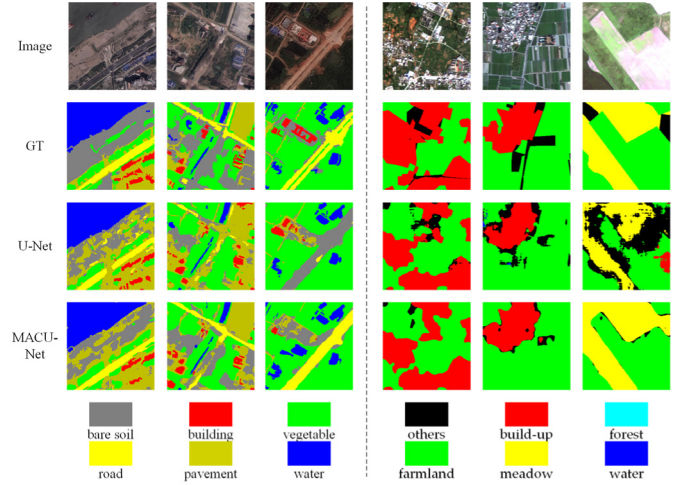 Image
GT
U-Net
MACU-
Net
bare soil building vegetable others build-up forest
road pavement water farmland meadow water